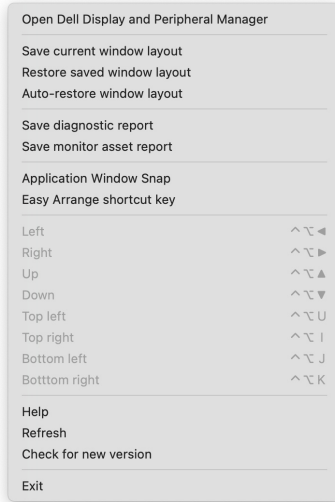 Open Dell Display and Peripheral Manager
Save current window layout
Restore saved window layout
Auto-restore window layout
Save diagnostic report
Save monitor asset report
Application Window Snap
Easy Arrange shortcut key
Left ^⌥◀
Right ^⌥▶
Up ^⌥▲
Down ^⌥▼
Top left ^⌥U
Top right ^⌥I
Bottom left ^⌥J
Botttom right ^⌥K
Help
Refresh
Check for new version
Exit